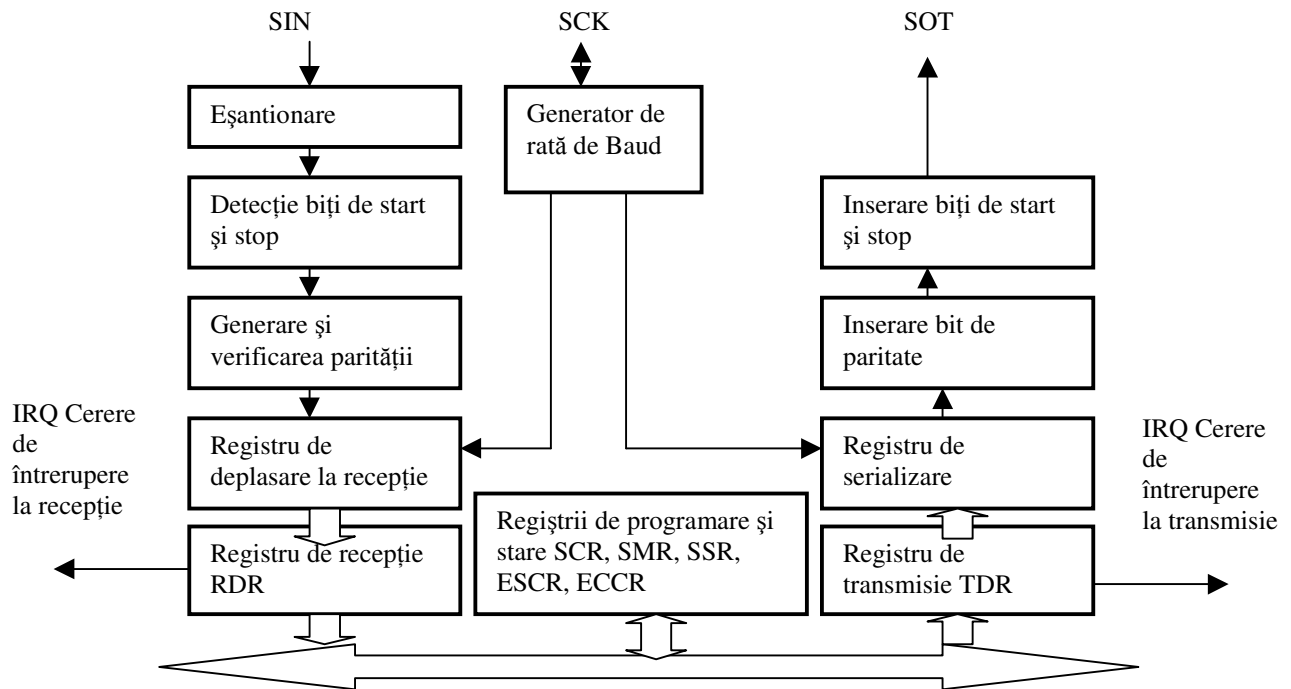 SIN
SCK
SOT
Eşantionare
Generator de
rată de Baud
Detecţie biţi de start
şi stop
Inserare biţi de start
şi stop
Generare şi
verificarea parităţii
Inserare bit de
paritate
IRQ Cerere
de
întrerupere
la recepţie
Registru de
deplasare la recepţie
Registru de
serializare
IRQ Cerere
de
întrerupere
la transmisie
Regiştrii de programare şi
stare SCR, SMR, SSR,
ESCR, ECCR
Registru de recepţie
RDR
Registru de
transmisie TDR